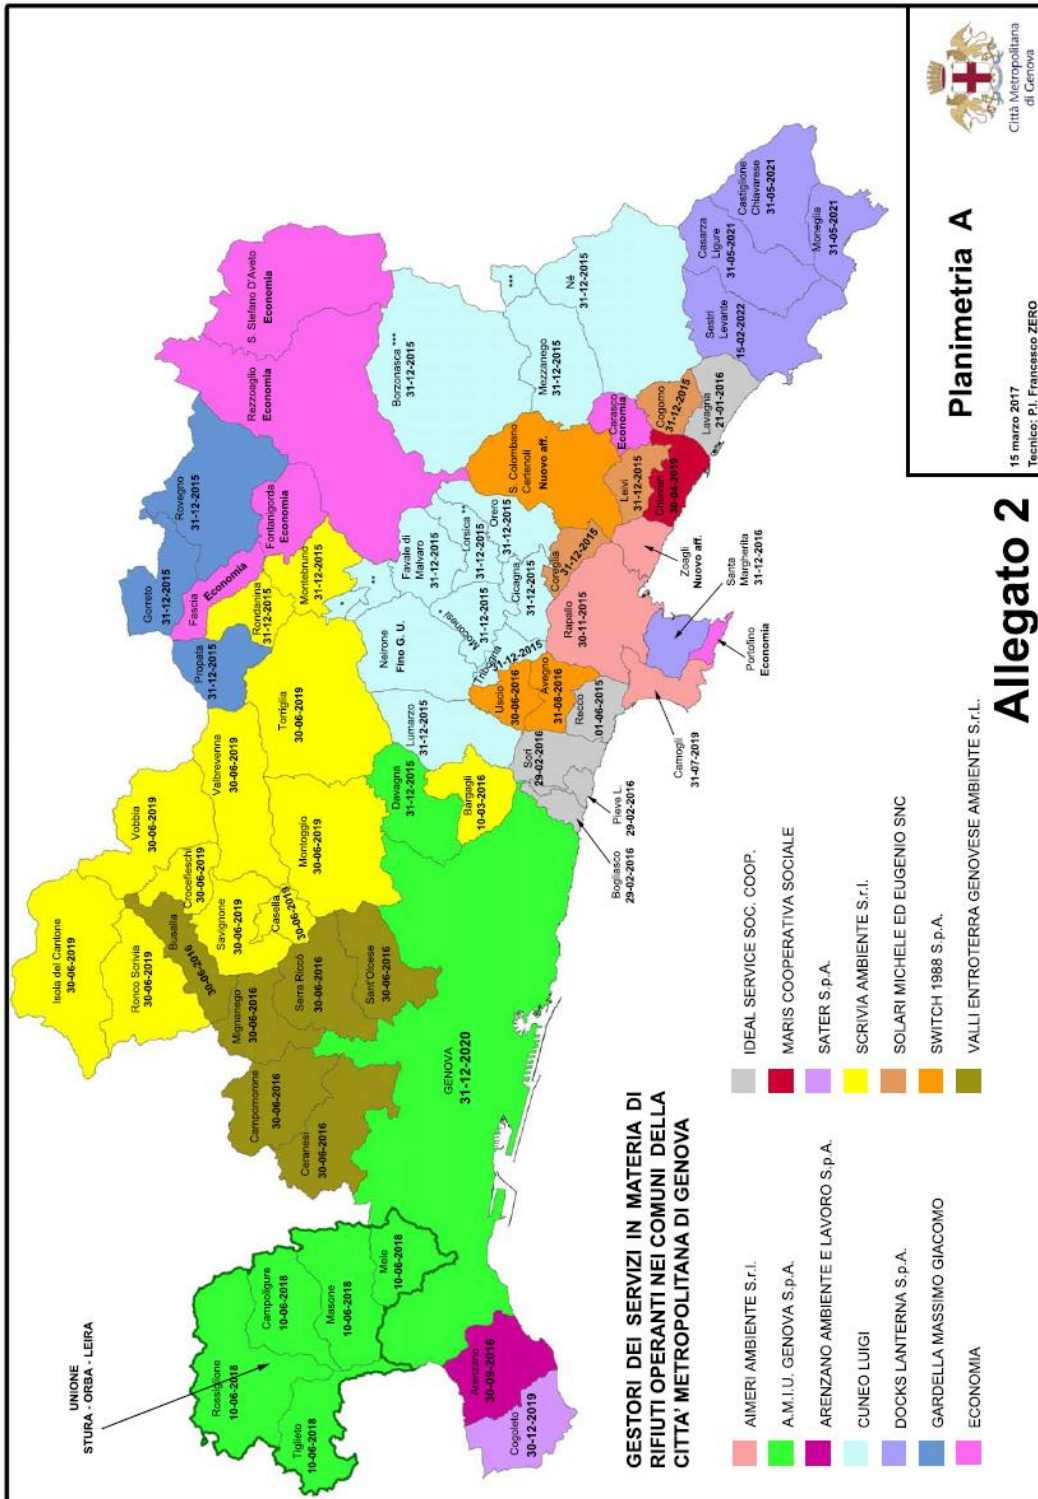 UNIONE
STURA - ORBA - LEIRA
Rossiglione
10-06-2018
Campoligure
10-06-2018
Masone
10-06-2018
Mele
10-06-2018
Tiglieto
10-06-2018
Arenzano
30-09-2016
Cogoleto
30-12-2019
Ceranesi
30-06-2016
Campomorone
30-06-2016
Mignanego
30-06-2016
Serra Riccò
30-06-2016
Sant'Olcese
30-06-2016
Busalla
30-06-2016
GENOVA
31-12-2020
Isola del Cantone
30-06-2019
Ronco Scrivia
30-06-2019
Vobbia
30-06-2019
Crocefieschi
30-06-2019
Savignone
30-06-2019
Casella
30-06-2019
Valbrevenna
30-06-2019
Montoggio
30-06-2019
Torriglia
30-06-2019
Davagna
31-12-2015
Bargagli
10-03-2016
Lumarzo
31-12-2015
Propata
31-12-2015
Gorreto
31-12-2015
Fascia
Economia
Rondanina
31-12-2015
Montebruno
31-12-2015
Fontanigorda
Economia
Rovegno
31-12-2015
Rezzoaglio
Economia
S. Stefano D'Aveto
Economia
Neirone
Fino G. U.
*
**
Favale di
Malvaro
31-12-2015
Lorsica **
31-12-2015
Moconesi *
31-12-2015
Orero
31-12-2015
Cicagna
31-12-2015
Tribogna
31-12-2015
Coreglia
31-12-2015
Uscio
30-06-2016
Avegno
31-08-2016
Recco
01-06-2015
Sori
29-02-2016
Pieve L.
29-02-2016
Bogliasco
29-02-2016
Camogli
31-07-2019
Rapallo
30-11-2015
Zoagli
Nuovo aff.
Santa
Margherita
31-12-2016
Portofino
Economia
Borzonasca ***
31-12-2015
Mezzanego
31-12-2015
***
Né
31-12-2015
S. Colombano
Certenoli
Nuovo aff.
Carasco
Economia
Leivi
31-12-2015
Cogorno
31-12-2015
Chiavari
30-04-2019
Lavagna
21-01-2016
Sestri
Levante
15-02-2022
Casarza
Ligure
31-05-2021
Castiglione
Chiavarese
31-05-2021
Moneglia
31-05-2021
GESTORI DEI SERVIZI IN MATERIA DI
RIFIUTI OPERANTI NEI COMUNI DELLA
CITTA' METROPOLITANA DI GENOVA
AIMERI AMBIENTE S.r.l.
A.M.I.U. GENOVA S.p.A.
ARENZANO AMBIENTE E LAVORO S.p.A.
CUNEO LUIGI
DOCKS LANTERNA S.p.A.
GARDELLA MASSIMO GIACOMO
ECONOMIA
IDEAL SERVICE SOC. COOP.
MARIS COOPERATIVA SOCIALE
SATER S.p.A.
SCRIVIA AMBIENTE S.r.l.
SOLARI MICHELE ED EUGENIO SNC
SWITCH 1988 S.p.A.
VALLI ENTROTERRA GENOVESE AMBIENTE S.r.L.
Allegato 2
Planimetria A
15 marzo 2017
Tecnico: P.I. Francesco ZERO
Città Metropolitana
di Genova